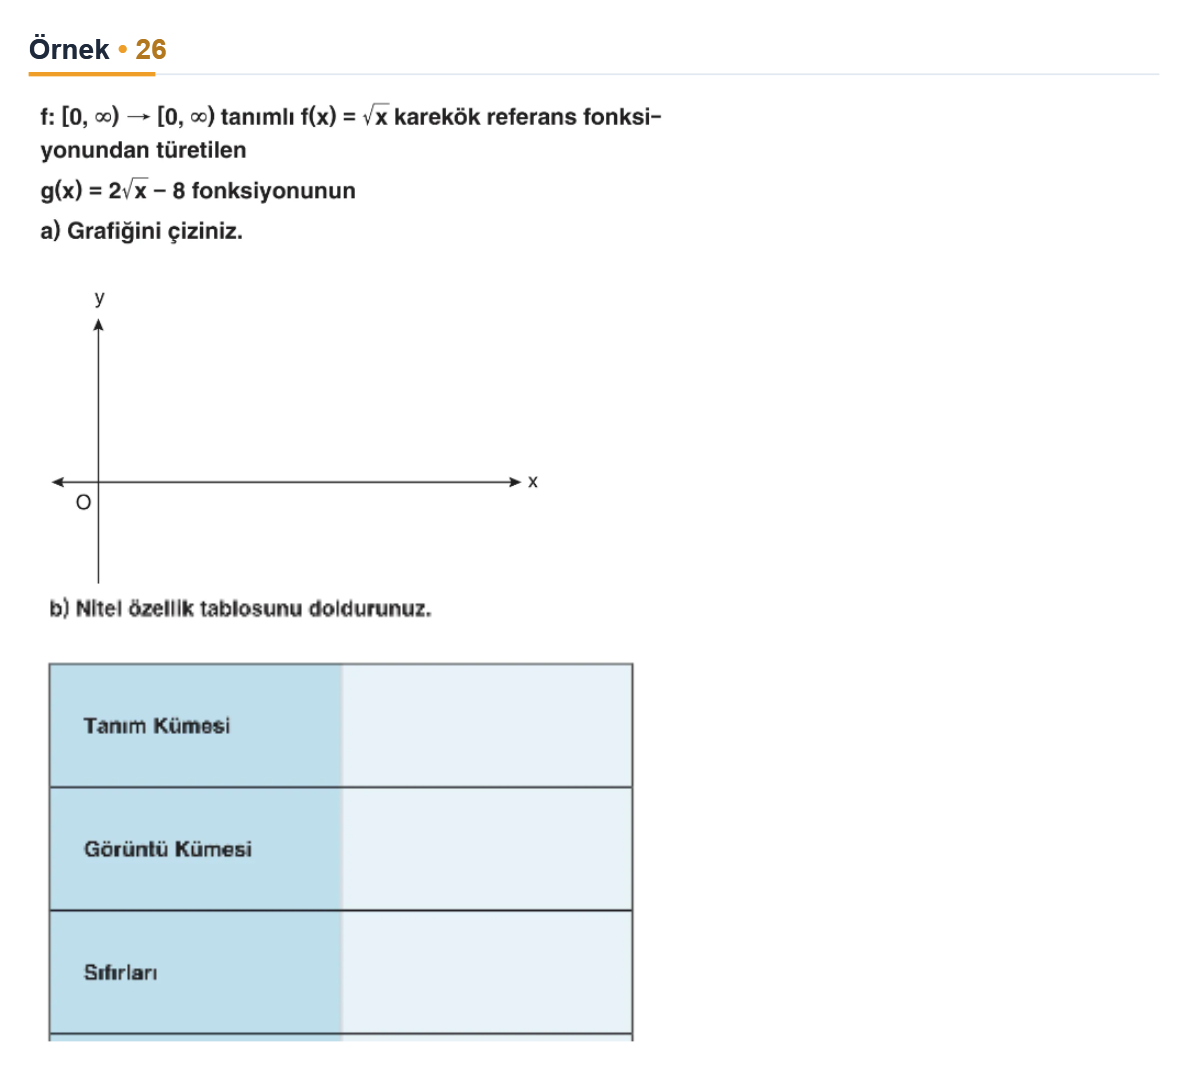 Örnek • 26
f: [0, ∞) → [0, ∞) tanımlı f(x) = √x karekök referans fonksi-
yonundan türetilen
g(x) = 2√x – 8 fonksiyonunun
a) Grafiğini çiziniz.
y
x
O
b) Nitel özellik tablosunu doldurunuz.
Tanım Kümesi
Görüntü Kümesi
Sıfırları